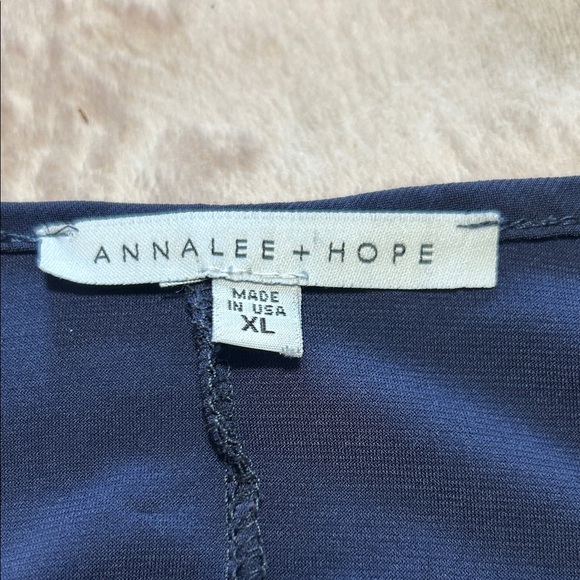 ANNALEE + HOPE
MADE
IN USA
XL